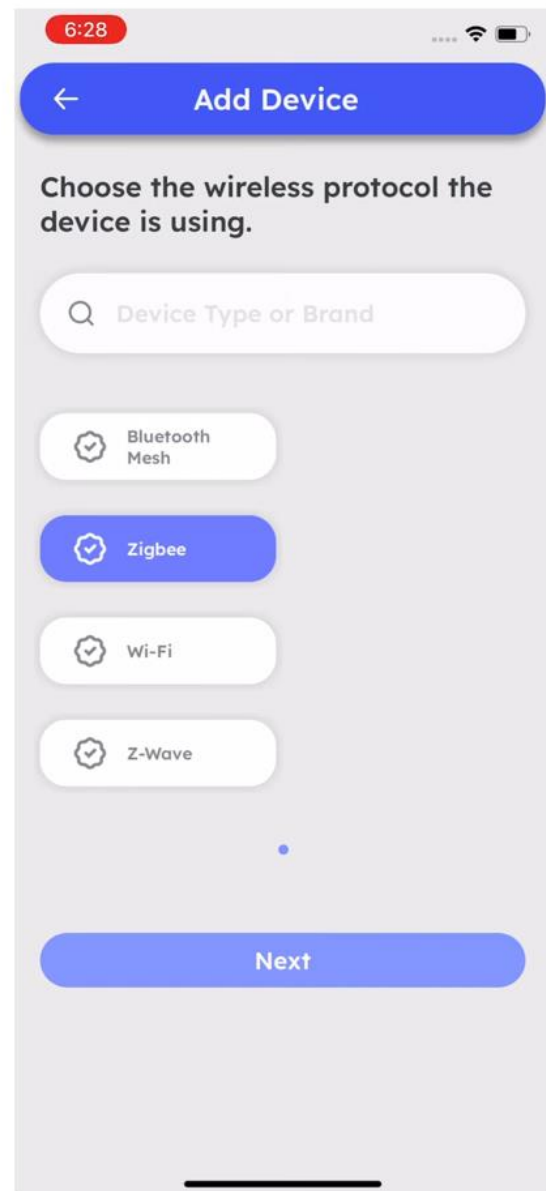 6:28
Add Device
Choose the wireless protocol the
device is using.
Device Type or Brand
Bluetooth
Mesh
Zigbee
Wi-Fi
Z-Wave
Next